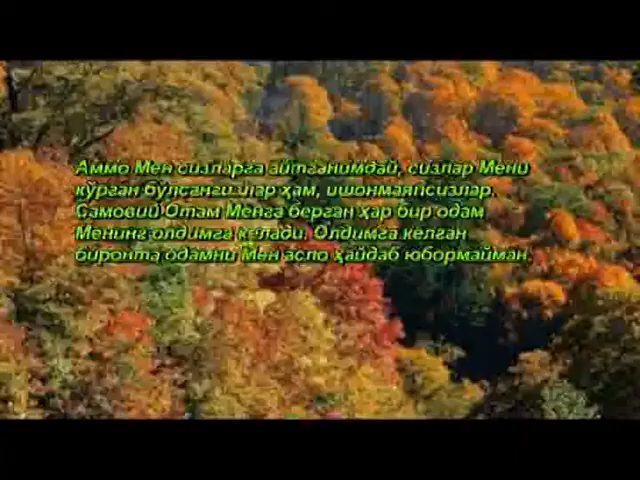 Аммо Мен сизларга айтганимдай, сизлар Мени
кўрган бўлсангизлар ҳам, ишонмаяпсизлар.
Самовий Отам Менга берган ҳар бир одам
Менинг олдимга келади. Олдимга келган
биронта одамни Мен асло ҳайдаб юбормайман.